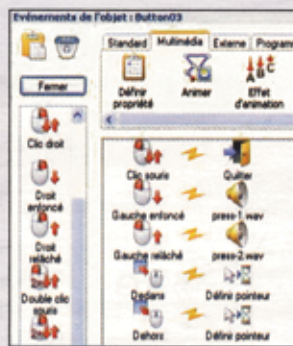 Evénements de l'objet : Button03
Standard Multimédia Externe Programm
Fermer
Définir propriété
Animer
Effet d'animation
Clic droit
Droit enfoncé
Droit relâché
Double clic souris
Clic souris Quitter
Gauche enfoncé press-1.wav
Gauche relâché press-2.wav
Dedans Définir pointeur
Dehors Définir pointeur